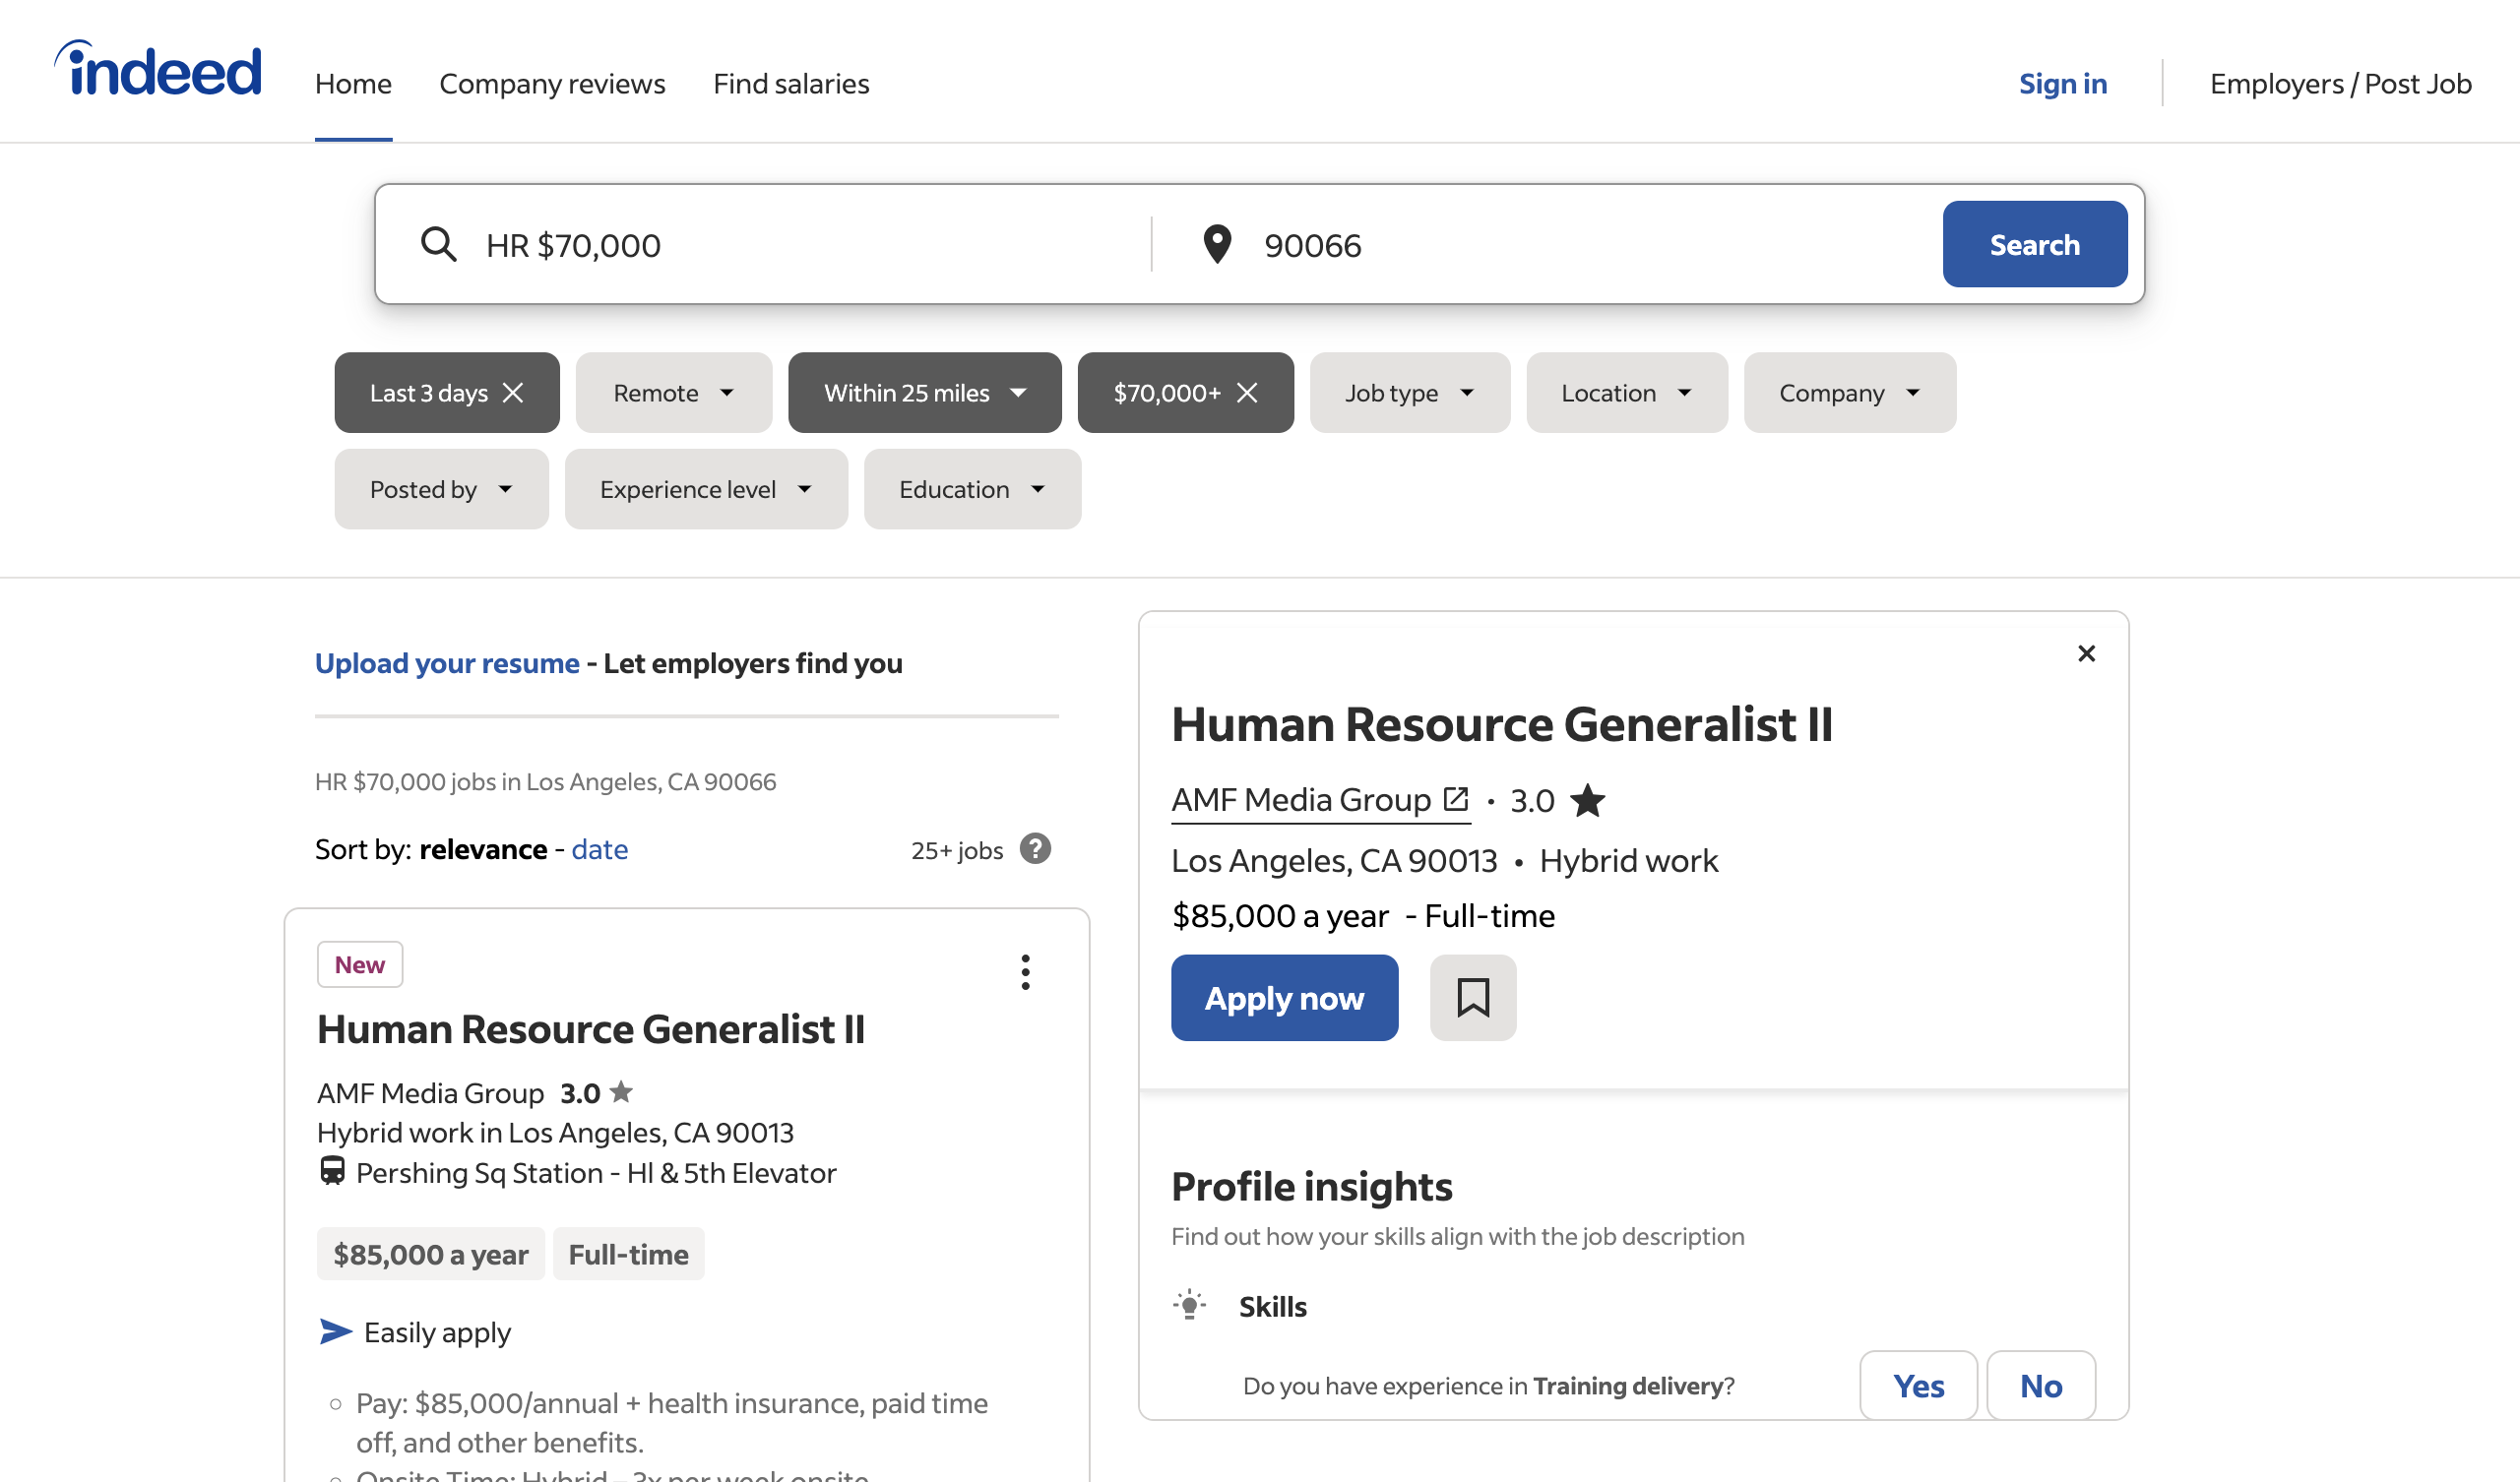 indeed
Home Company reviews Find salaries
Sign in Employers / Post Job
HR $70,000 90066 Search
Last 3 days Remote Within 25 miles $70,000+ Job type Location Company
Posted by Experience level Education
Upload your resume - Let employers find you
HR $70,000 jobs in Los Angeles, CA 90066
Sort by: relevance - date 25+ jobs
New
Human Resource Generalist II
AMF Media Group 3.0
Hybrid work in Los Angeles, CA 90013
Pershing Sq Station - Hl & 5th Elevator
$85,000 a year Full-time
Easily apply
Pay: $85,000/annual + health insurance, paid time
off, and other benefits.
Onsite Time: Hybrid – 3x per week onsite
Human Resource Generalist II
AMF Media Group · 3.0
Los Angeles, CA 90013 • Hybrid work
$85,000 a year - Full-time
Apply now
Profile insights
Find out how your skills align with the job description
Skills
Do you have experience in Training delivery? Yes No